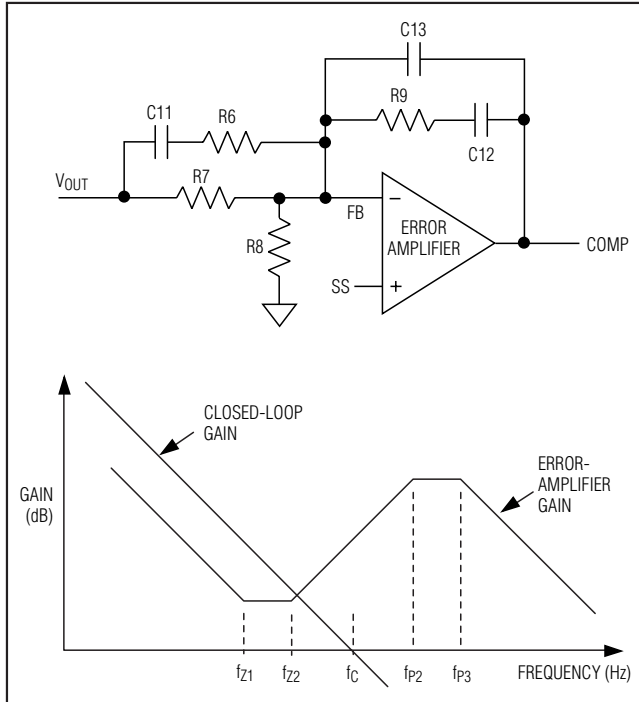 C13
R9
C11
R6
C12
VOUT
R7
FB
R8
ERROR
AMPLIFIER
COMP
SS
CLOSED-LOOP
GAIN
GAIN
(dB)
ERROR-
AMPLIFIER
GAIN
fZ1
fZ2
fC
fP2
fP3
FREQUENCY (Hz)
−
+